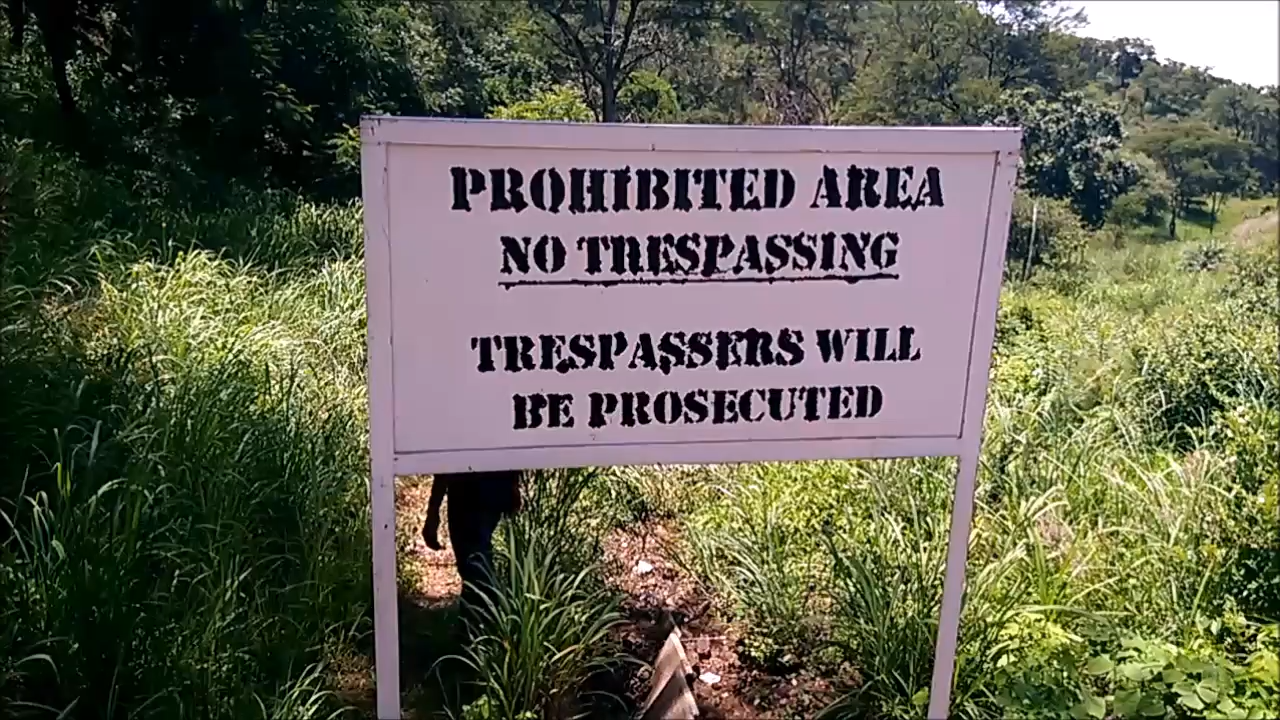 PROHIBITED AREA
NO TRESPASSING
TRESPASSERS WILL
BE PROSECUTED